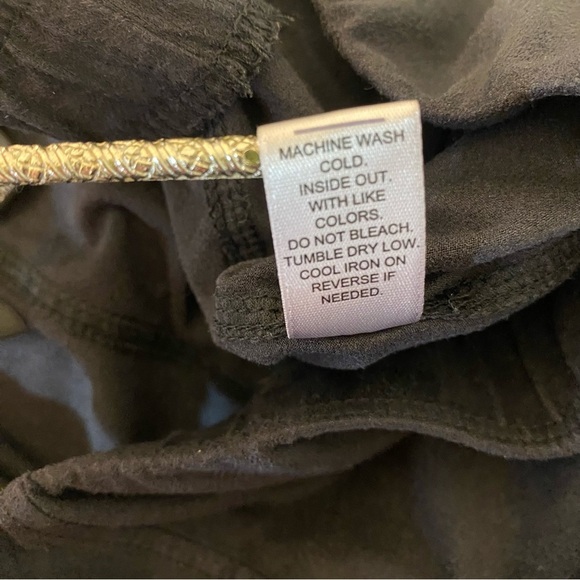 MACHINE WASH
COLD.
INSIDE OUT.
WITH LIKE
COLORS.
DO NOT BLEACH.
TUMBLE DRY LOW.
COOL IRON ON
REVERSE IF
NEEDED.